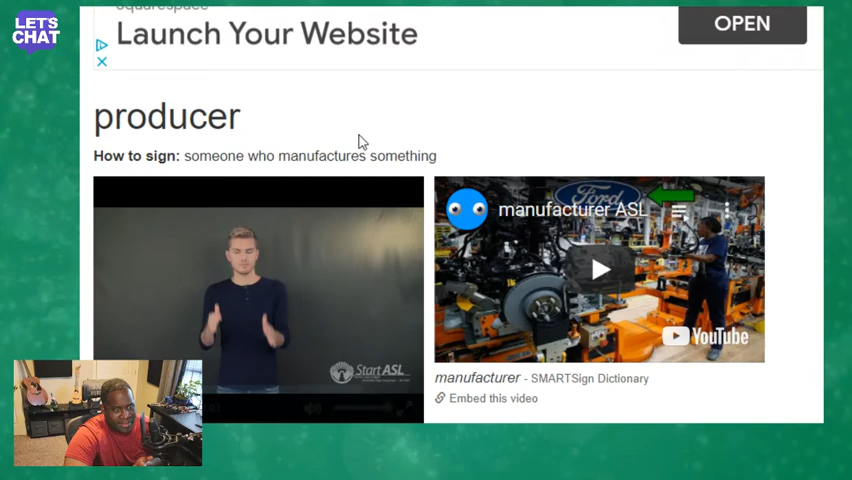 LETS
CHAT
Squarespace
Launch Your Website
OPEN
producer
How to sign: someone who manufactures something
Ford
manufacturer ASL
StartASL
YouTube
manufacturer - SMARTSign Dictionary
Embed this video